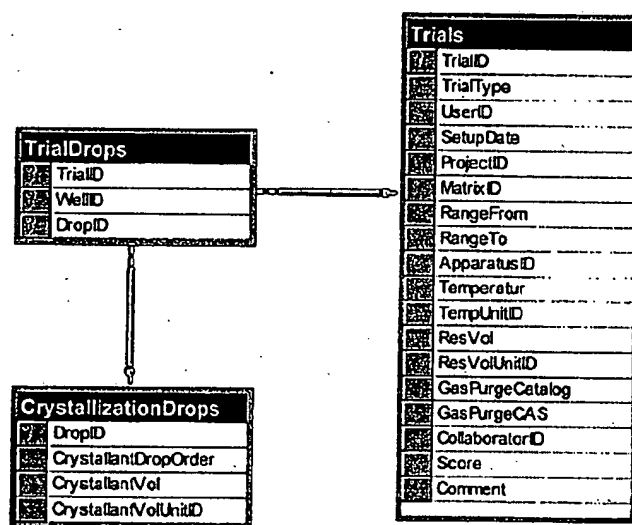 Trials
TrialID
TrialType
UserID
SetupDate
ProjectID
MatrixID
RangeFrom
RangeTo
ApparatusID
Temperatur
TempUnitID
ResVol
ResVolUnitID
GasPurgeCatalog
GasPurgeCAS
CollaboratorID
Score
Comment
TrialDrops
TrialID
WellID
DropID
CrystallizationDrops
DropID
CrystallantDropOrder
CrystallantVol
CrystallantVolUnitID